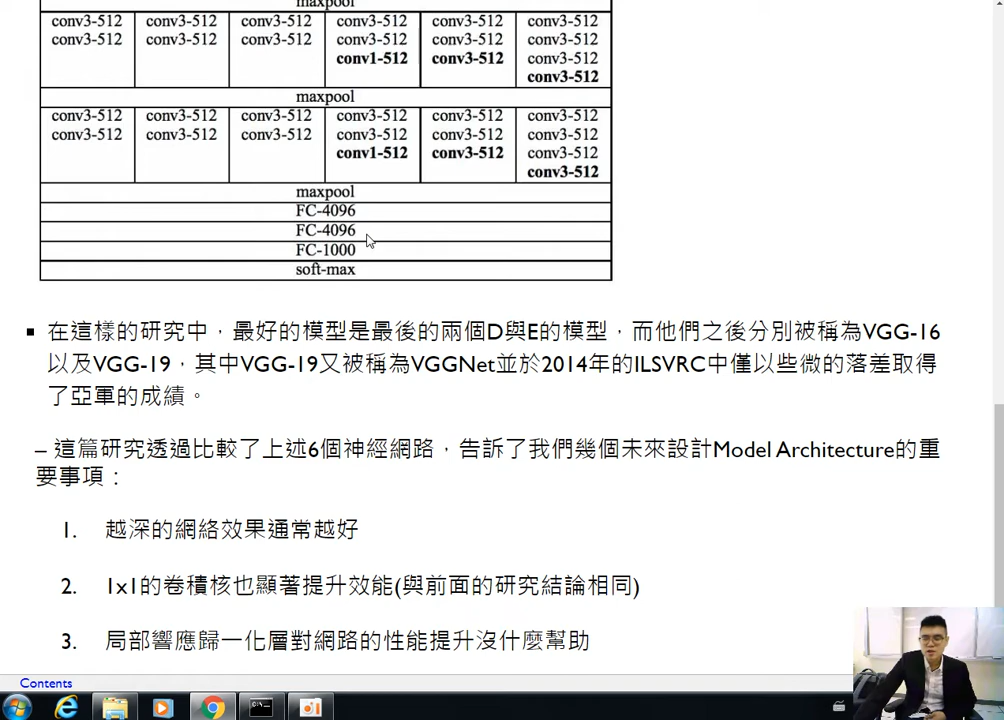 maxpool
conv3-512 conv3-512 conv3-512 conv3-512 conv3-512 conv3-512
conv3-512 conv3-512 conv3-512 conv3-512 conv3-512 conv3-512
conv1-512 conv3-512 conv3-512
conv3-512
maxpool
conv3-512 conv3-512 conv3-512 conv3-512 conv3-512 conv3-512
conv3-512 conv3-512 conv3-512 conv3-512 conv3-512 conv3-512
conv1-512 conv3-512 conv3-512
conv3-512
maxpool
FC-4096
FC-4096
FC-1000
soft-max
▪ 在這樣的研究中，最好的模型是最後的兩個D與E的模型，而他們之後分別被稱為VGG-16
以及VGG-19，其中VGG-19又被稱為VGGNet並於2014年的ILSVRC中僅以些微的落差取得
了亞軍的成績。
– 這篇研究透過比較了上述6個神經網路，告訴了我們幾個未來設計Model Architecture的重
要事項：
1. 越深的網絡效果通常越好
2. 1x1的卷積核也顯著提升效能(與前面的研究結論相同)
3. 局部響應歸一化層對網路的性能提升沒什麼幫助
Contents